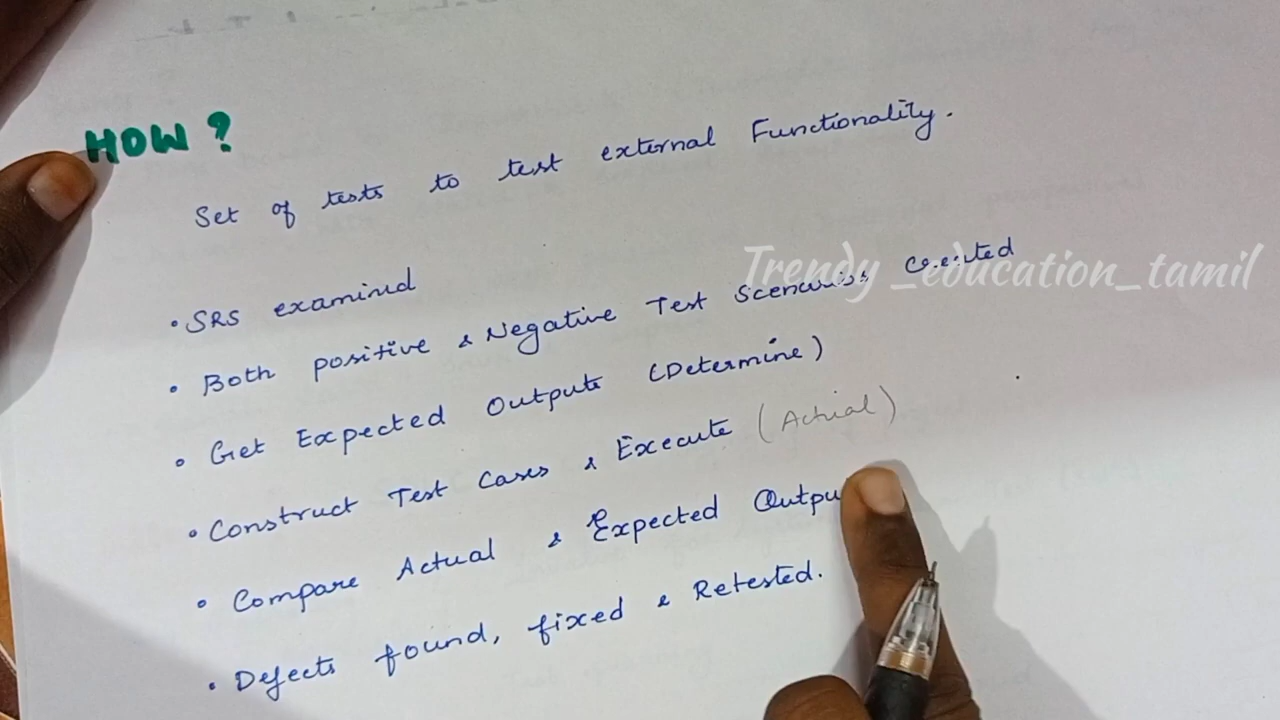 HOW?
Set of tests to test external Functionality.
• SRS examined
• Both positive & Negative Test Scenarios Created
• Get Expected Outputs (Determine)
• Construct Test Cases & Execute (Actual)
• Compare Actual & Expected Outpu
• Defects found, fixed & Retested.
Trendy_education_tamil